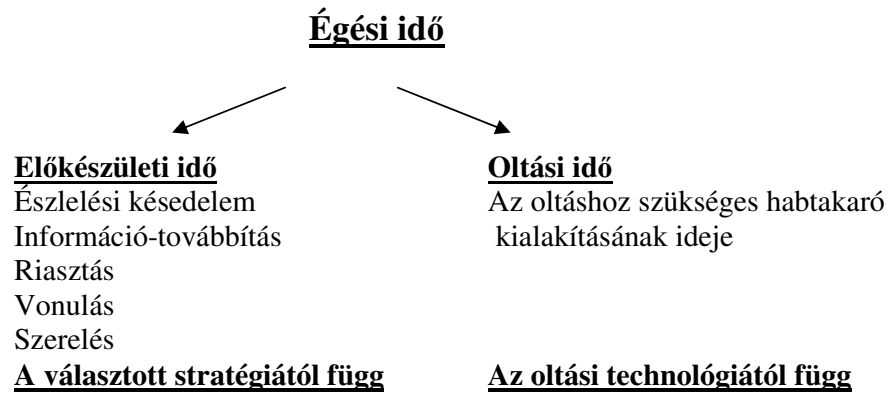 Égési idő
Előkészületi idő
Észlelési késedelem
Információ-továbbítás
Riasztás
Vonulás
Szerelés
A választott stratégiától függ
Oltási idő
Az oltáshoz szükséges habtakaró
kialakításának ideje
Az oltási technológiától függ